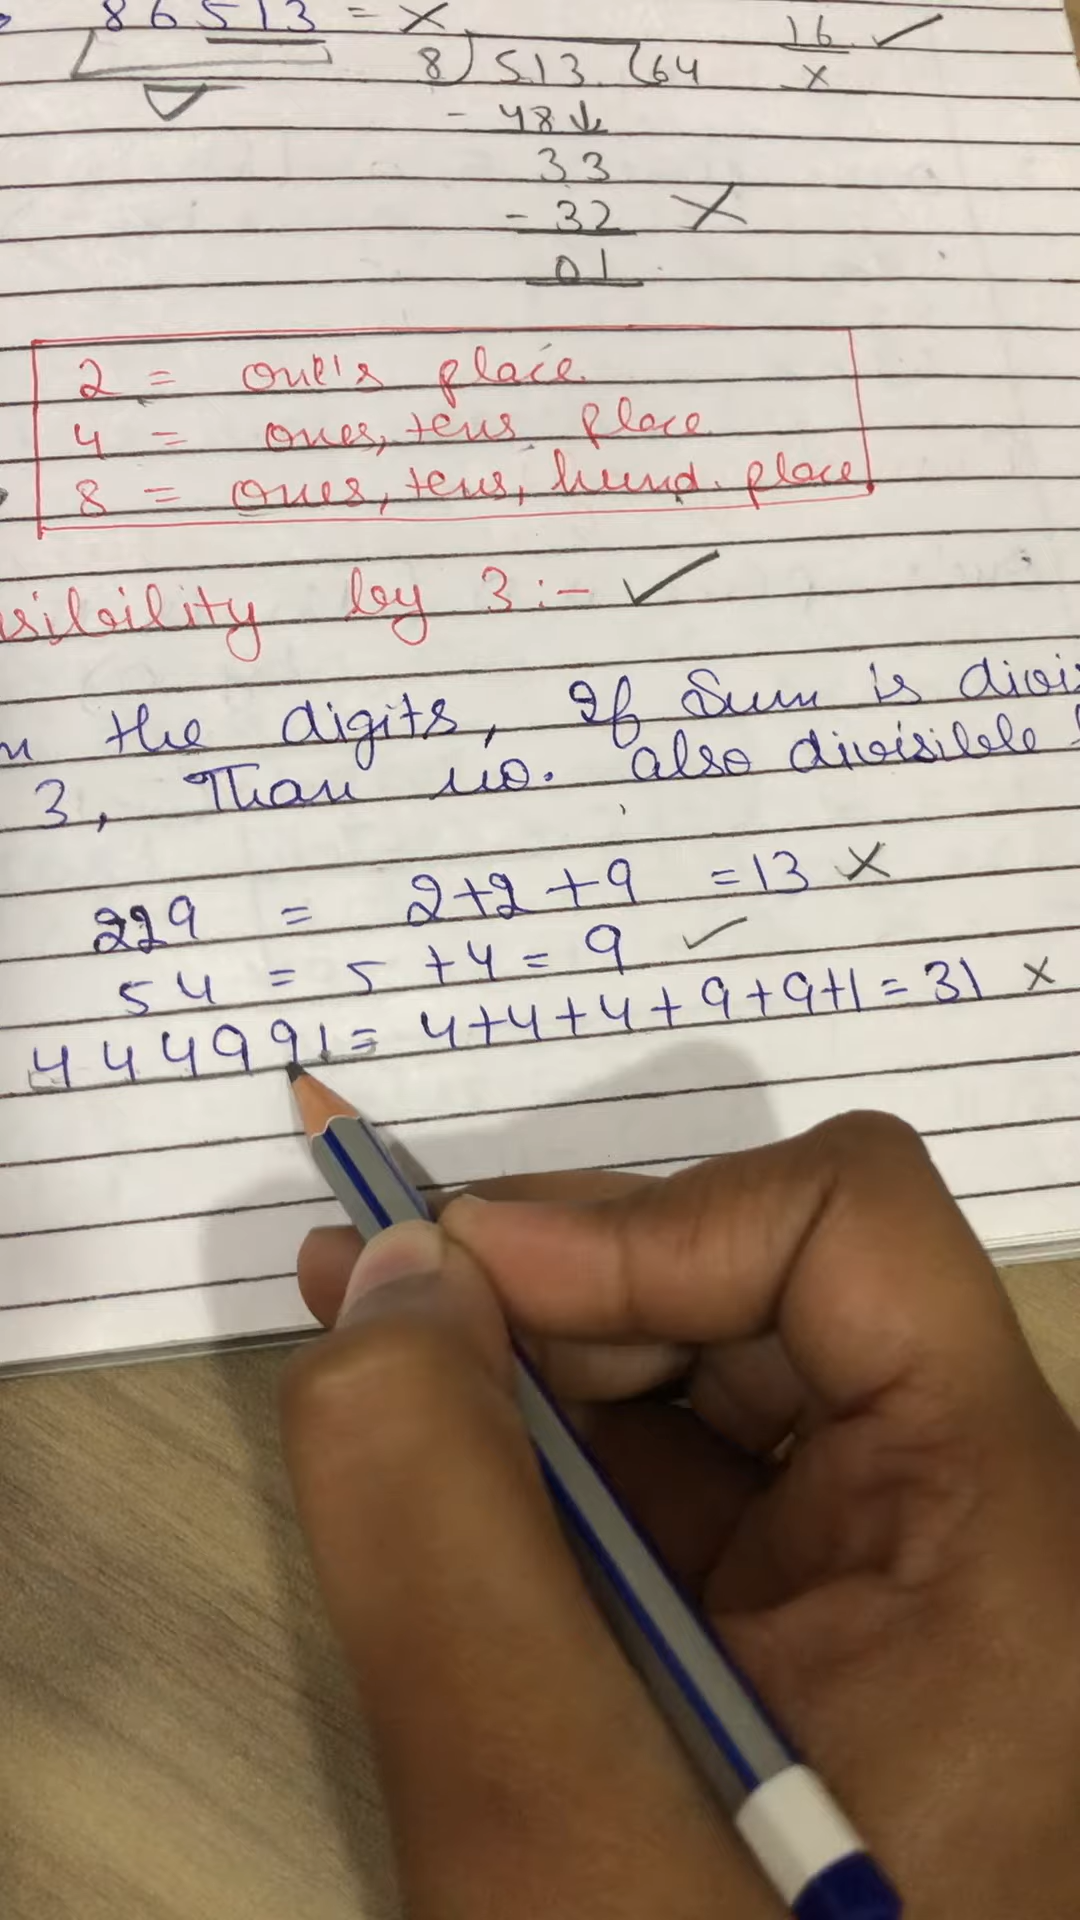 86513 = X
16 ✓
8)513(64
X
- 48↓
33
- 32 X
01
2 = one's place
4 = ones, tens place
8 = ones, tens, hund. place
by 3 :- ✓
the digits, If Sum is
3, Than no. also divisible
229 = 2+2+9 = 13 X
54 = 5+4 = 9 ✓
444991 = 4+4+4+9+9+1 = 31 X